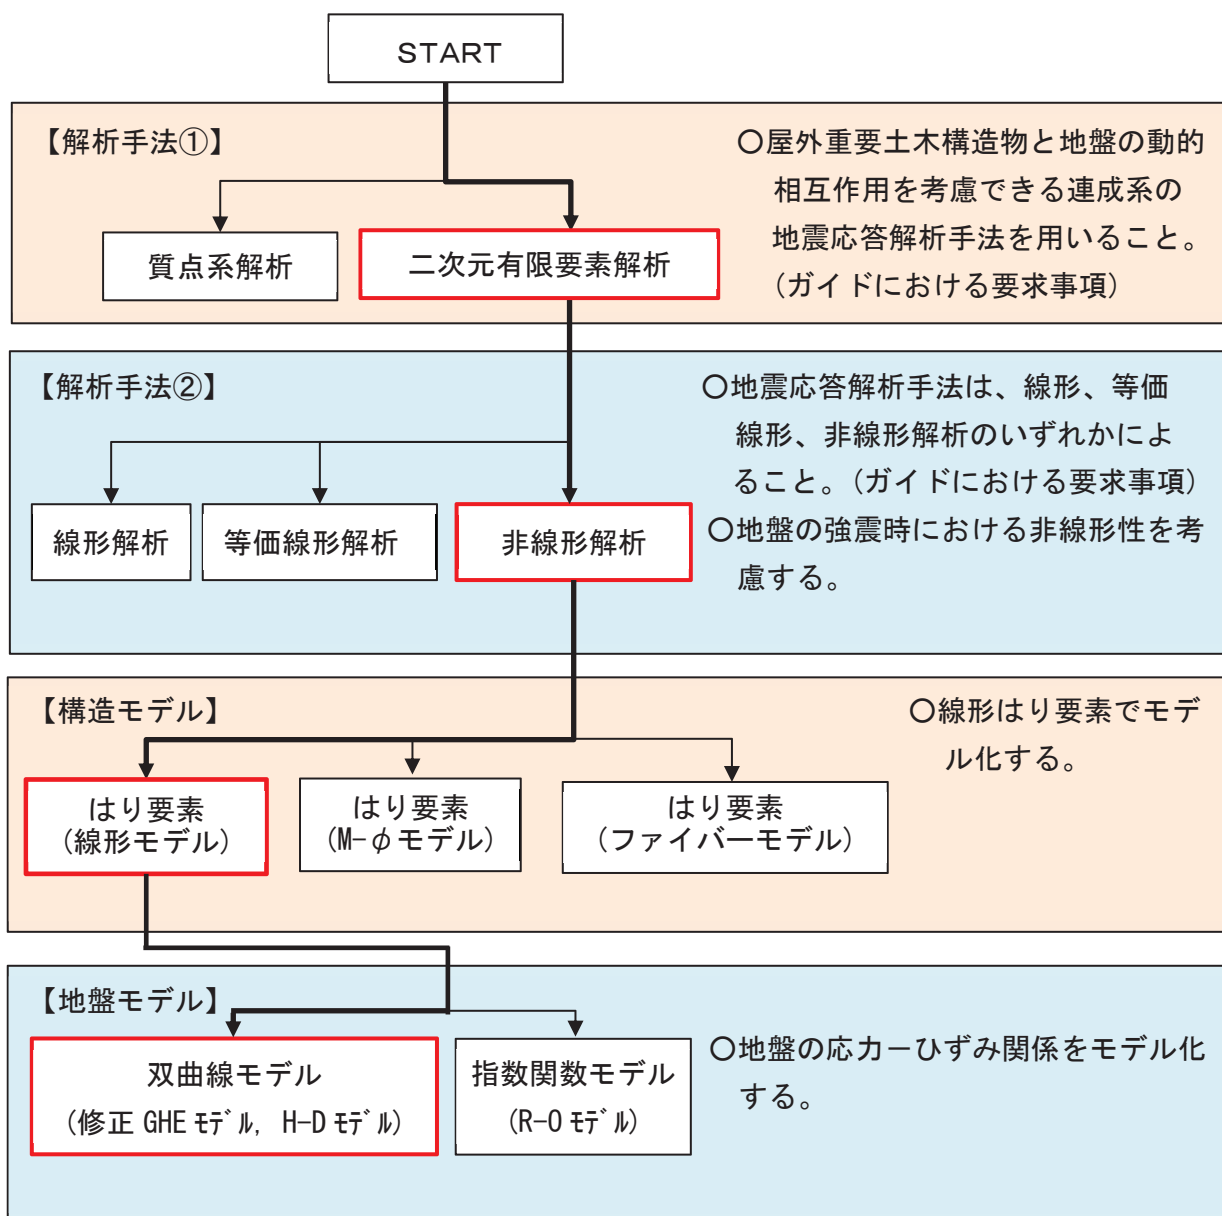 START
【解析手法①】
○屋外重要土木構造物と地盤の動的
相互作用を考慮できる連成系の
地震応答解析手法を用いること。
(ガイドにおける要求事項)
質点系解析
二次元有限要素解析
【解析手法②】
○地震応答解析手法は、線形、等価
線形、非線形解析のいずれかによ
ること。(ガイドにおける要求事項)
○地盤の強震時における非線形性を考
慮する。
線形解析
等価線形解析
非線形解析
【構造モデル】
○線形はり要素でモデ
ル化する。
はり要素
(線形モデル)
はり要素
(M-φモデル)
はり要素
(ファイバーモデル)
【地盤モデル】
○地盤の応力ーひずみ関係をモデル化
する。
双曲線モデル
(修正 GHE ﾓﾃﾞﾙ, H-D ﾓﾃﾞﾙ)
指数関数モデル
(R-O ﾓﾃﾞﾙ)